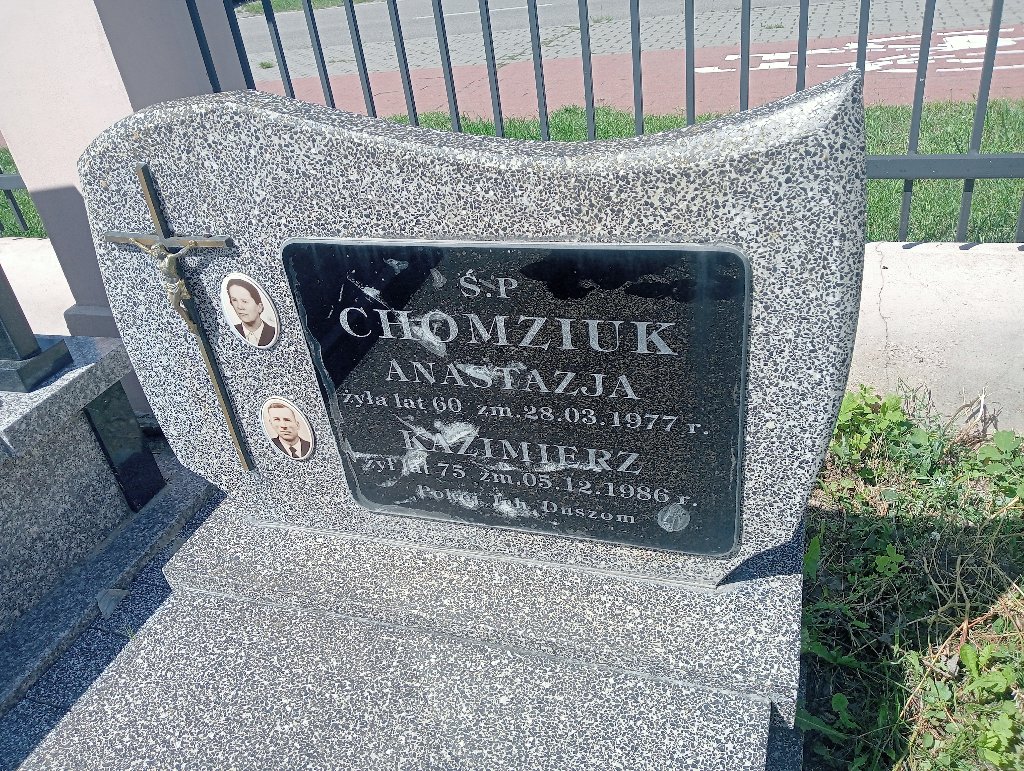 Ś.P
CHOMZIUK
ANASTAZJA
żyła lat 60 zm.28.03.1977 r.
KAZIMIERZ
żył lat 75 zm.05.12.1986 r.
Pokój Ich Duszom